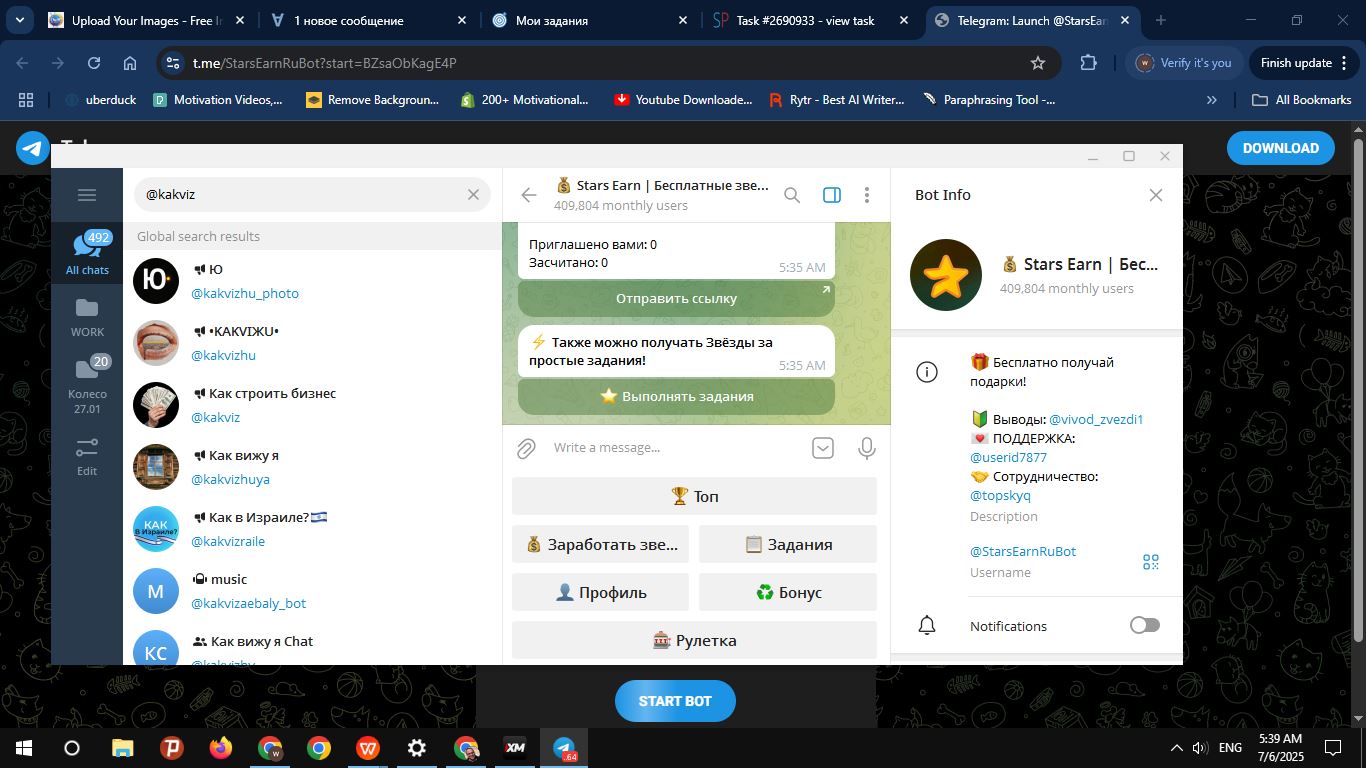 Upload Your Images - Free I
1 новое сообщение
Мои задания
Task #2690933 - view task
Telegram: Launch @StarsEarn
t.me/StarsEarnRuBot?start=BZsaObKagE4P
Verify it's you
Finish update
uberduck
Motivation Videos,...
Remove Backgroun...
200+ Motivational...
Youtube Downloade...
Rytr - Best AI Writer...
Paraphrasing Tool -...
All Bookmarks
DOWNLOAD
492
All chats
WORK
20
Колесо
27.01
Edit
@kakviz
Global search results
Ю
@kakvizhu_photo
•KAKVIЖU•
@kakvizhu
Как строить бизнес
@kakviz
Как вижу я
@kakvizhuya
КАК
В Израиле?
Как в Израиле?🇮🇱
@kakvizraile
M
music
@kakvizaebaly_bot
КС
Как вижу я Chat
💰 Stars Earn | Бесплатные зве...
409,804 monthly users
Приглашено вами: 0
Засчитано: 0
5:35 AM
Отправить ссылку
⚡ Также можно получать Звёзды за
простые задания!
5:35 AM
⭐ Выполнять задания
Write a message...
🏆 Топ
💰 Заработать зве...
📋 Задания
👤 Профиль
♻️ Бонус
🎰 Рулетка
Bot Info
💰 Stars Earn | Бес...
409,804 monthly users
🎁 Бесплатно получай
подарки!
🔰 Выводы: @vivod_zvezdi1
💌 ПОДДЕРЖКА:
@userid7877
🤝 Сотрудничество:
@topskyq
Description
@StarsEarnRuBot
Username
Notifications
START BOT
ENG
5:39 AM
7/6/2025